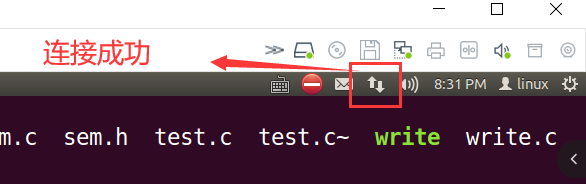 连接成功
8:31 PM linux
m.c sem.h test.c test.c~ write write.c